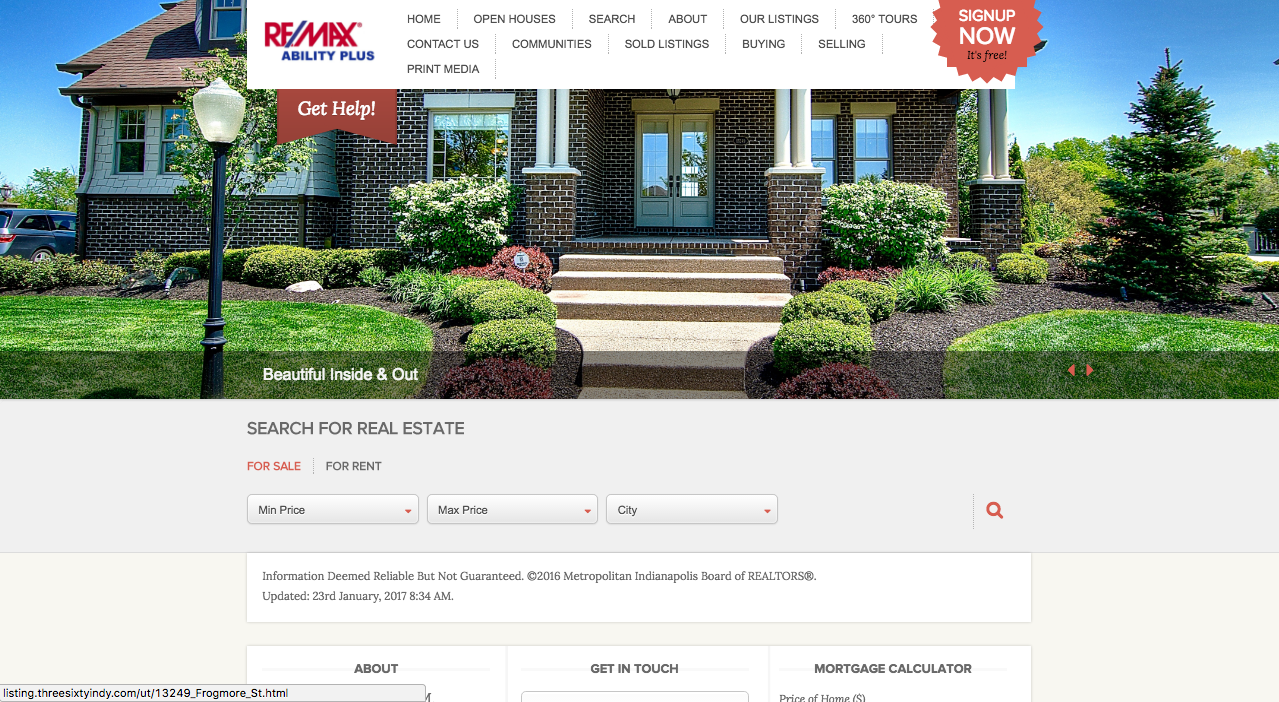 RE/MAX
ABILITY PLUS
HOME OPEN HOUSES SEARCH ABOUT OUR LISTINGS 360° TOURS
CONTACT US COMMUNITIES SOLD LISTINGS BUYING SELLING
PRINT MEDIA
SIGNUP
NOW
It's free!
Get Help!
Beautiful Inside & Out
SEARCH FOR REAL ESTATE
FOR SALE FOR RENT
Min Price Max Price City
Information Deemed Reliable But Not Guaranteed. ©2016 Metropolitan Indianapolis Board of REALTORS®.
Updated: 23rd January, 2017 8:34 AM.
ABOUT GET IN TOUCH MORTGAGE CALCULATOR
Price of Home ($)
listing.threesixtyindy.com/ut/13249_Frogmore_St.html